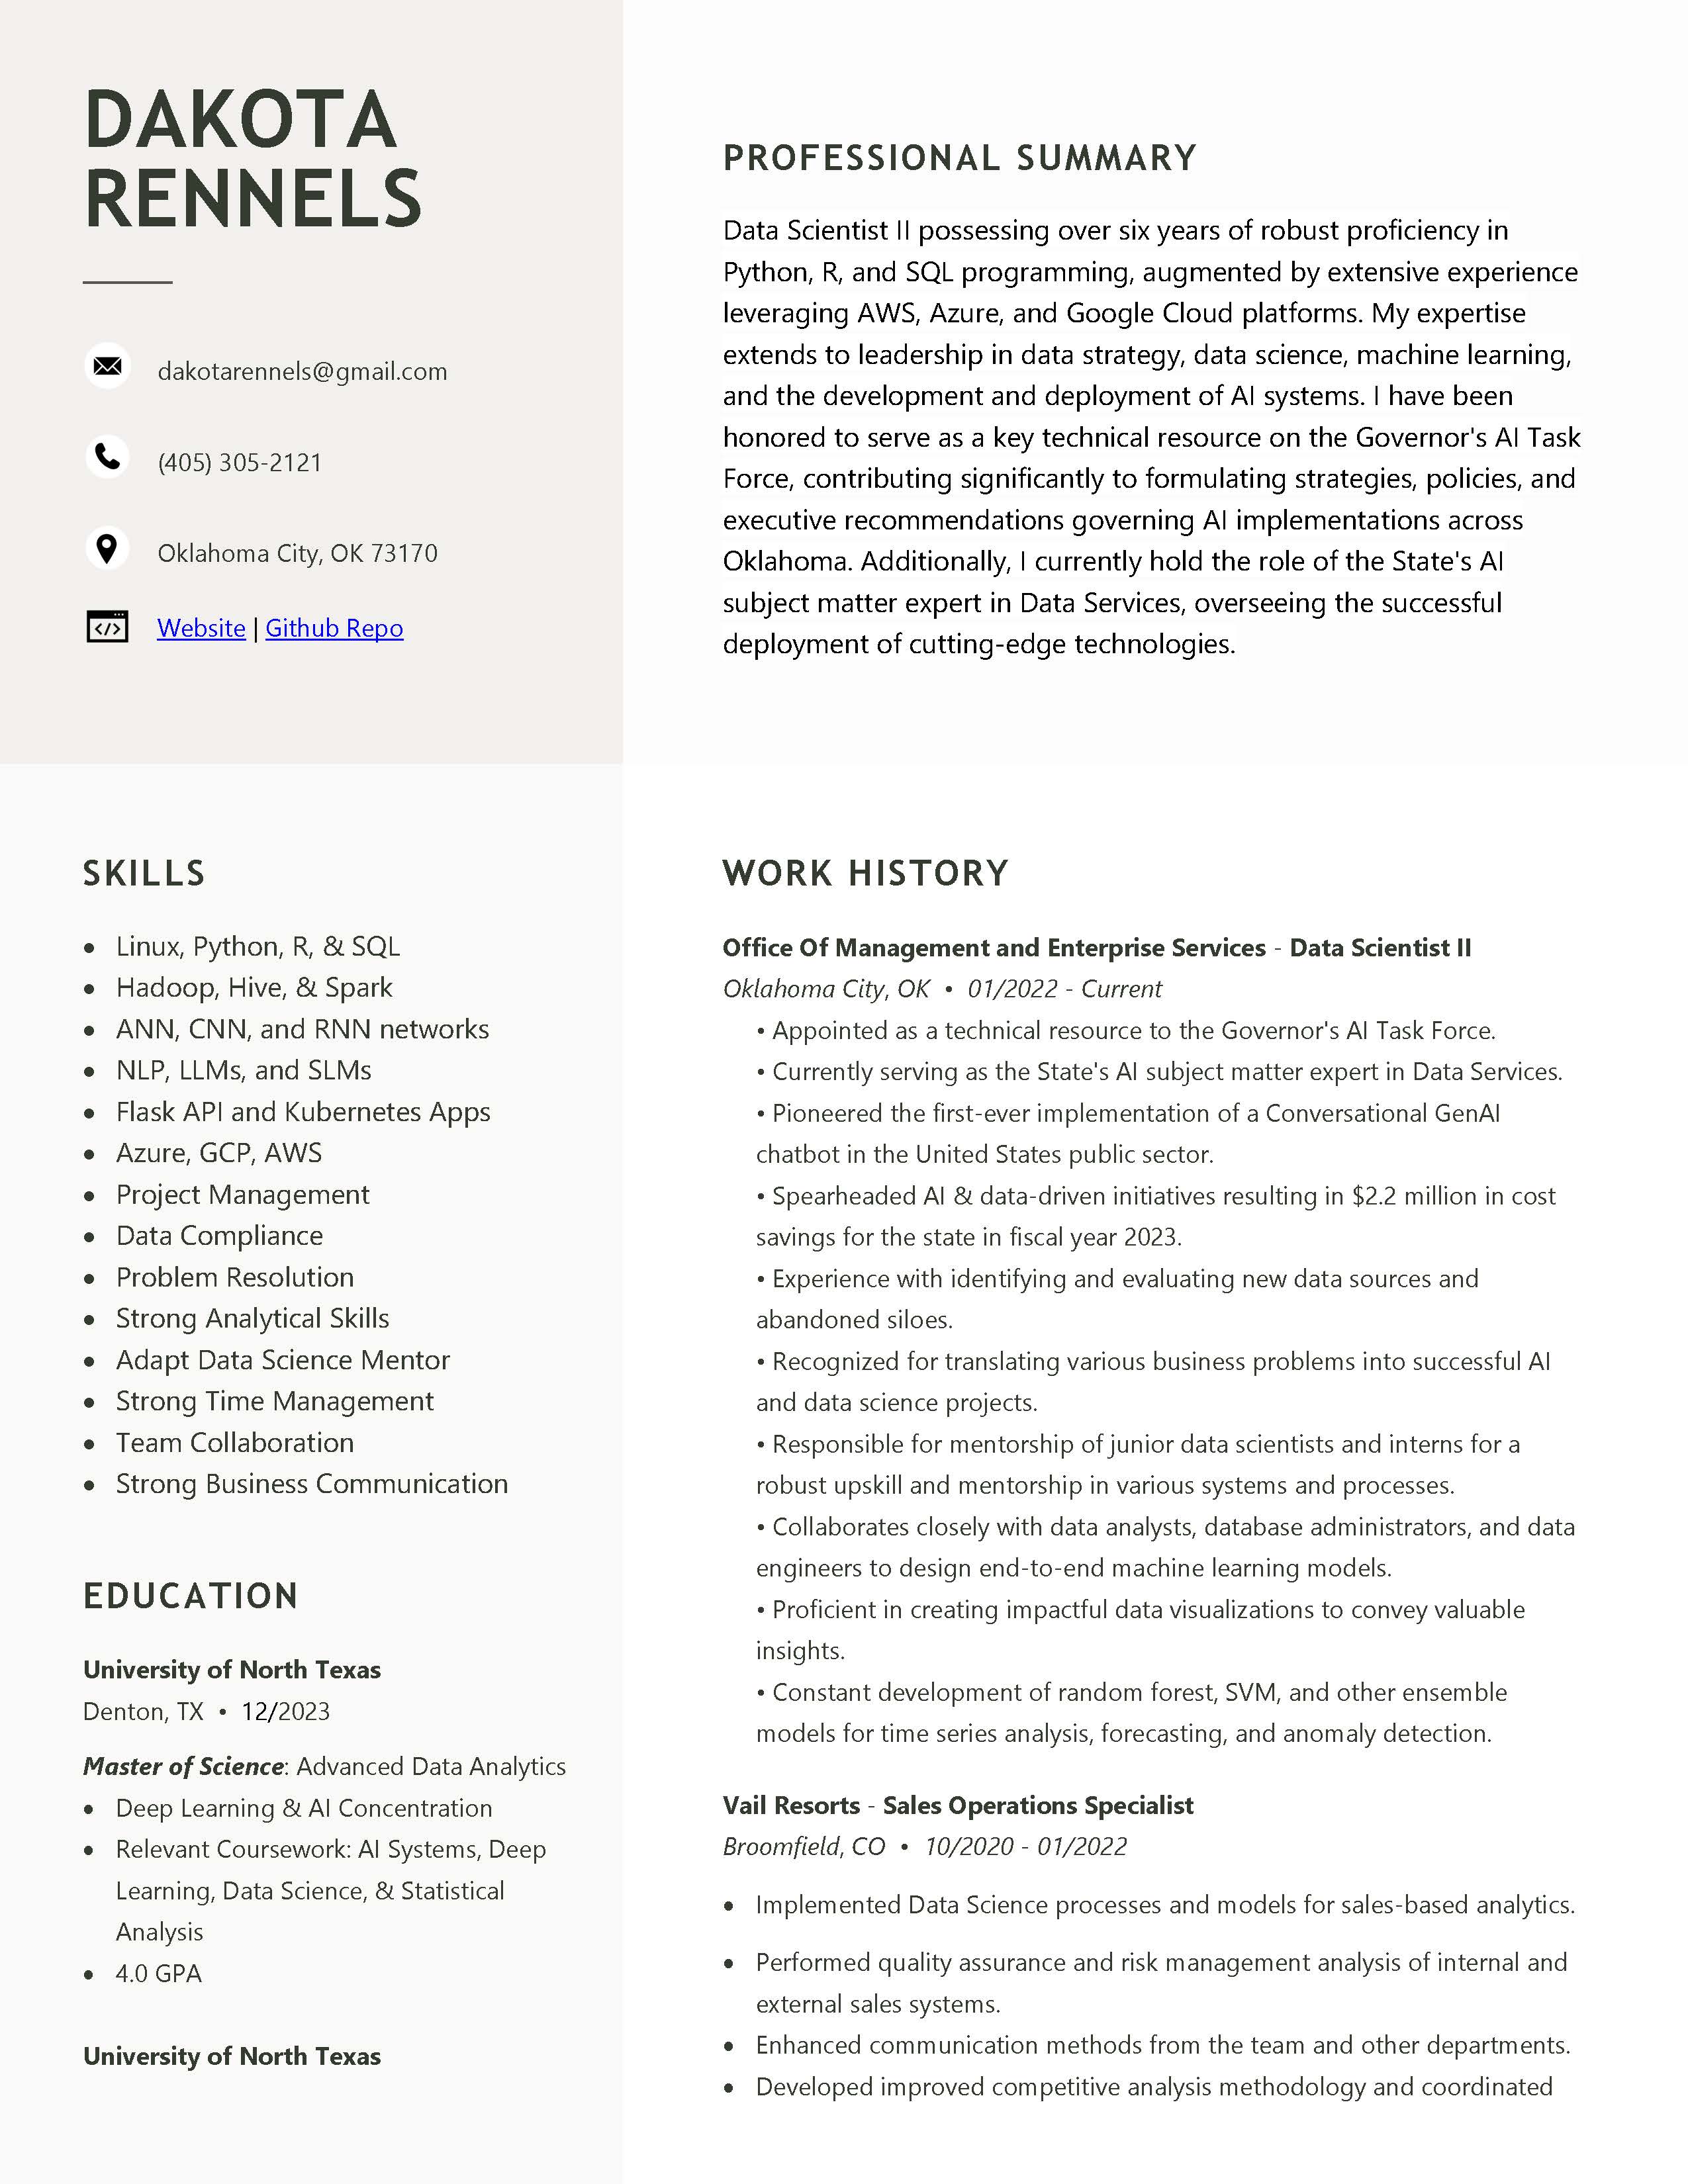 DAKOTA
RENNELS
dakotarennels@gmail.com
(405) 305-2121
Oklahoma City, OK 73170
Website | Github Repo
PROFESSIONAL SUMMARY
Data Scientist II possessing over six years of robust proficiency in
Python, R, and SQL programming, augmented by extensive experience
leveraging AWS, Azure, and Google Cloud platforms. My expertise
extends to leadership in data strategy, data science, machine learning,
and the development and deployment of AI systems. I have been
honored to serve as a key technical resource on the Governor's AI Task
Force, contributing significantly to formulating strategies, policies, and
executive recommendations governing AI implementations across
Oklahoma. Additionally, I currently hold the role of the State's AI
subject matter expert in Data Services, overseeing the successful
deployment of cutting-edge technologies.
SKILLS
• Linux, Python, R, & SQL
• Hadoop, Hive, & Spark
• ANN, CNN, and RNN networks
• NLP, LLMs, and SLMs
• Flask API and Kubernetes Apps
• Azure, GCP, AWS
• Project Management
• Data Compliance
• Problem Resolution
• Strong Analytical Skills
• Adapt Data Science Mentor
• Strong Time Management
• Team Collaboration
• Strong Business Communication
EDUCATION
University of North Texas
Denton, TX • 12/2023
Master of Science: Advanced Data Analytics
• Deep Learning & AI Concentration
• Relevant Coursework: AI Systems, Deep
Learning, Data Science, & Statistical
Analysis
• 4.0 GPA
University of North Texas
WORK HISTORY
Office Of Management and Enterprise Services - Data Scientist II
Oklahoma City, OK • 01/2022 - Current
• Appointed as a technical resource to the Governor's AI Task Force.
• Currently serving as the State's AI subject matter expert in Data Services.
• Pioneered the first-ever implementation of a Conversational GenAI
chatbot in the United States public sector.
• Spearheaded AI & data-driven initiatives resulting in $2.2 million in cost
savings for the state in fiscal year 2023.
• Experience with identifying and evaluating new data sources and
abandoned siloes.
• Recognized for translating various business problems into successful AI
and data science projects.
• Responsible for mentorship of junior data scientists and interns for a
robust upskill and mentorship in various systems and processes.
• Collaborates closely with data analysts, database administrators, and data
engineers to design end-to-end machine learning models.
• Proficient in creating impactful data visualizations to convey valuable
insights.
• Constant development of random forest, SVM, and other ensemble
models for time series analysis, forecasting, and anomaly detection.
Vail Resorts - Sales Operations Specialist
Broomfield, CO • 10/2020 - 01/2022
• Implemented Data Science processes and models for sales-based analytics.
• Performed quality assurance and risk management analysis of internal and
external sales systems.
• Enhanced communication methods from the team and other departments.
• Developed improved competitive analysis methodology and coordinated